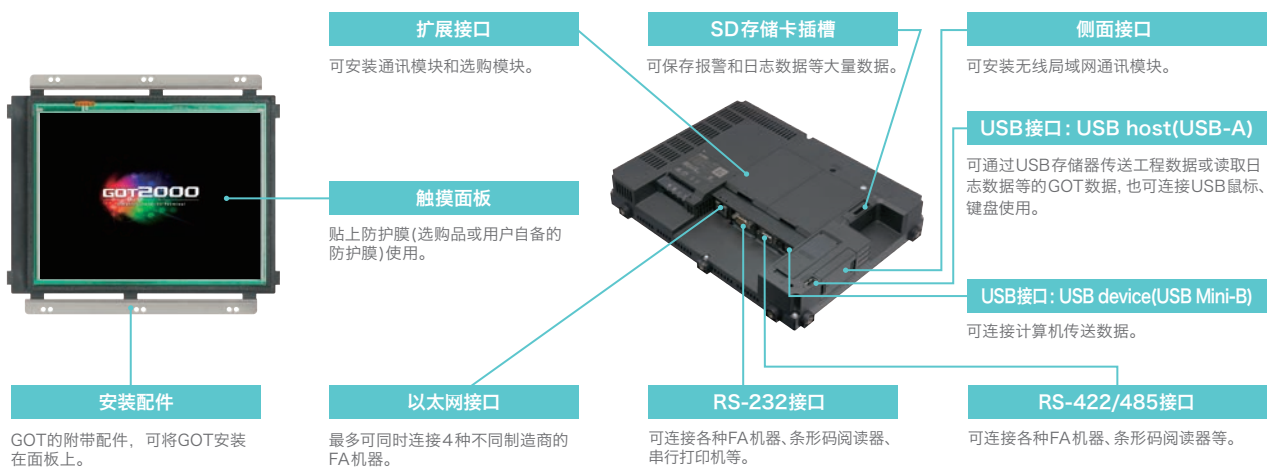 扩展接口
可安装通讯模块和选购模块。
SD存储卡插槽
可保存报警和日志数据等大量数据。
侧面接口
可安装无线局域网通讯模块。
USB接口：USB host(USB-A)
可通过USB存储器传送工程数据或读取日
志数据等的GOT数据，也可连接USB鼠标、
键盘使用。
GOT2000
触摸面板
贴上防护膜(选购品或用户自备的
防护膜)使用。
USB接口：USB device(USB Mini-B)
可连接计算机传送数据。
安装配件
GOT的附带配件，可将GOT安装
在面板上。
以太网接口
最多可同时连接4种不同制造商的
FA机器。
RS-232接口
可连接各种FA机器、条形码阅读器、
串行打印机等。
RS-422/485接口
可连接各种FA机器、条形码阅读器等。